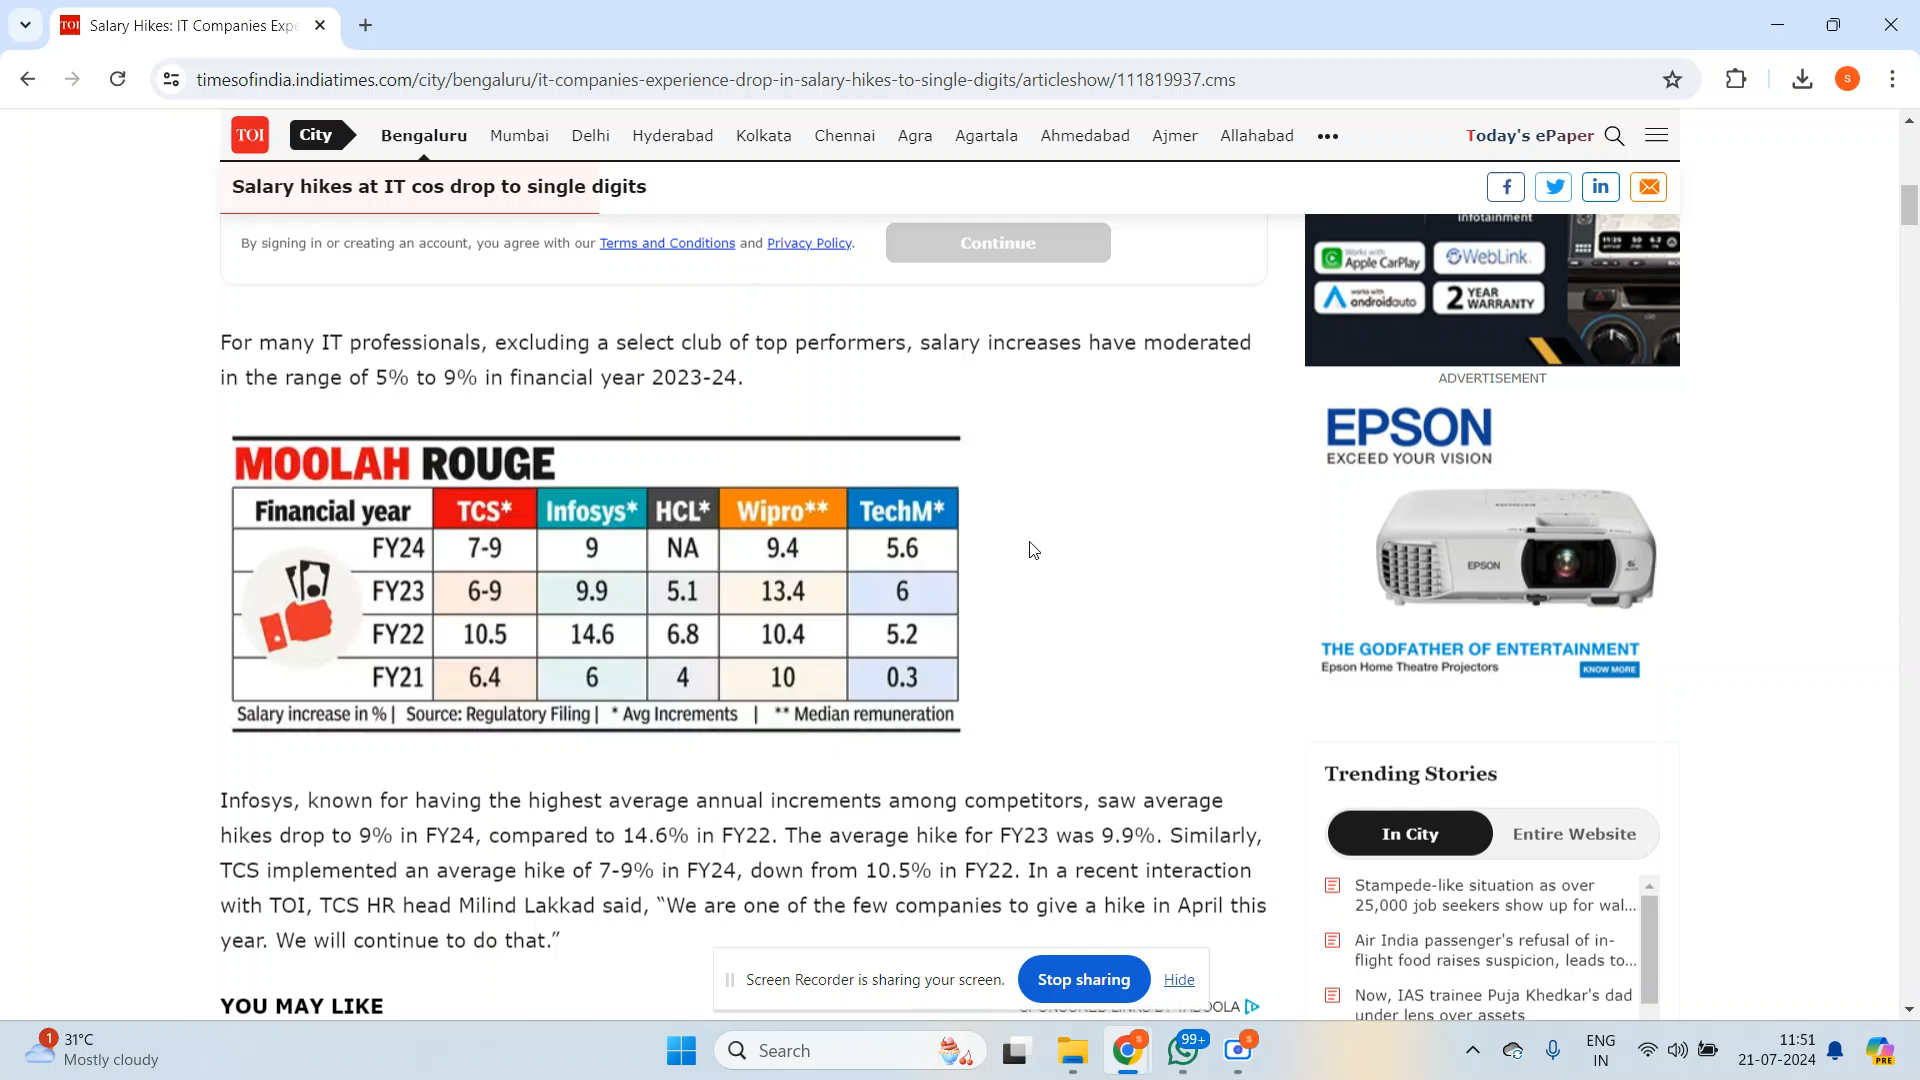 TOI Salary Hikes: IT Companies Expe
timesofindia.indiatimes.com/city/bengaluru/it-companies-experience-drop-in-salary-hikes-to-single-digits/articleshow/111819937.cms
S
TOI City Bengaluru Mumbai Delhi Hyderabad Kolkata Chennai Agra Agartala Ahmedabad Ajmer Allahabad ••• Today's ePaper
Salary hikes at IT cos drop to single digits
By signing in or creating an account, you agree with our Terms and Conditions and Privacy Policy.
Continue
For many IT professionals, excluding a select club of top performers, salary increases have moderated
in the range of 5% to 9% in financial year 2023-24.
MOOLAH ROUGE
Financial year TCS* Infosys* HCL* Wipro** TechM*
FY24 7-9 9 NA 9.4 5.6
FY23 6-9 9.9 5.1 13.4 6
FY22 10.5 14.6 6.8 10.4 5.2
FY21 6.4 6 4 10 0.3
Salary increase in % | Source: Regulatory Filing | * Avg Increments | ** Median remuneration
Infosys, known for having the highest average annual increments among competitors, saw average
hikes drop to 9% in FY24, compared to 14.6% in FY22. The average hike for FY23 was 9.9%. Similarly,
TCS implemented an average hike of 7-9% in FY24, down from 10.5% in FY22. In a recent interaction
with TOI, TCS HR head Milind Lakkad said, “We are one of the few companies to give a hike in April this
year. We will continue to do that.”
YOU MAY LIKE
infotainment
Works with Apple CarPlay
WebLink.
works with androidauto
2 YEAR WARRANTY
ADVERTISEMENT
EPSON
EXCEED YOUR VISION
EPSON
THE GODFATHER OF ENTERTAINMENT
Epson Home Theatre Projectors
KNOW MORE
Trending Stories
In City Entire Website
Stampede-like situation as over
25,000 job seekers show up for wal...
Air India passenger's refusal of in-
flight food raises suspicion, leads to...
Now, IAS trainee Puja Khedkar's dad
under lens over assets
Screen Recorder is sharing your screen. Stop sharing Hide
1
31°C
Mostly cloudy
Search
99+
ENG
IN
11:51
21-07-2024
PRE